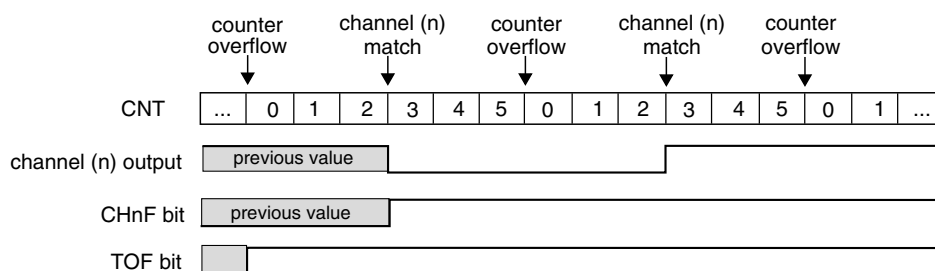 counter overflow
channel (n) match
counter overflow
channel (n) match
counter overflow
CNT ... 0 1 2 3 4 5 0 1 2 3 4 5 0 1 ...
channel (n) output previous value
CHnF bit previous value
TOF bit